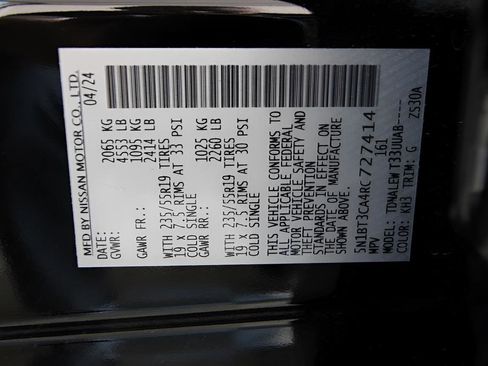 MFD BY NISSAN MOTOR CO., LTD.
DATE: 04/24
GVWR: 2065 KG
4553 LB
GAWR FR.: 1095 KG
2414 LB
WITH 235/55R19
19 X 7.5 RIMS AT 33 PSI
COLD SINGLE
GAWR RR.: 1025 KG
2260 LB
WITH 235/55R19
19 X 7.5 RIMS AT 30 PSI
COLD SINGLE
THIS VEHICLE CONFORMS TO
ALL APPLICABLE FEDERAL
MOTOR VEHICLE SAFETY AND
THEFT PREVENTION
STANDARDS IN EFFECT ON
THE DATE OF MANUFACTURE
SHOWN ABOVE.
5N1BT3CA4RC727414
MPV 161
MODEL: TDNALEW T33UUAB----
COLOR: KH3 TRIM: G ZS30A